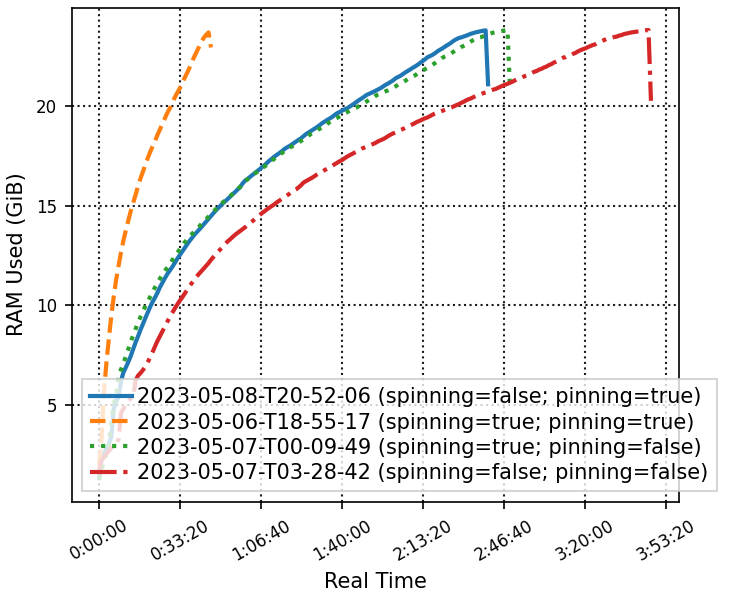 RAM Used (GiB)
20
15
10
5
2023-05-08-T20-52-06 (spinning=false; pinning=true)
2023-05-06-T18-55-17 (spinning=true; pinning=true)
2023-05-07-T00-09-49 (spinning=true; pinning=false)
2023-05-07-T03-28-42 (spinning=false; pinning=false)
0:00:00 0:33:20 1:06:40 1:40:00 2:13:20 2:46:40 3:20:00 3:53:20
Real Time